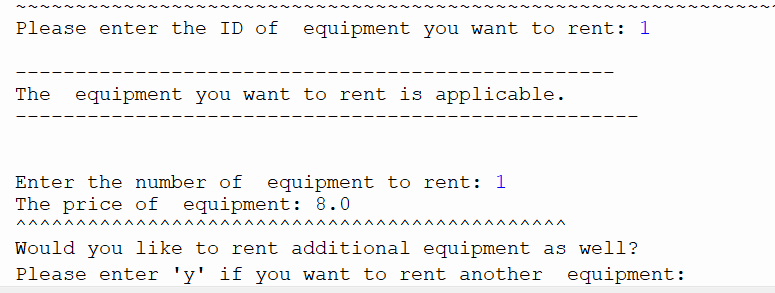 ~~~~~~~~~~~~~~~~~~~~~~~~~~~~~~~~~~~~~~~~~~~~~~~~~~~~~~~~~~~~~~~
Please enter the ID of  equipment you want to rent: 1
--------------------------------------------------
The  equipment you want to rent is applicable.
----------------------------------------------------
Enter the number of  equipment to rent: 1
The price of  equipment: 8.0
^^^^^^^^^^^^^^^^^^^^^^^^^^^^^^^^^^^^^^^^^^^^^^
Would you like to rent additional equipment as well?
Please enter 'y' if you want to rent another  equipment: